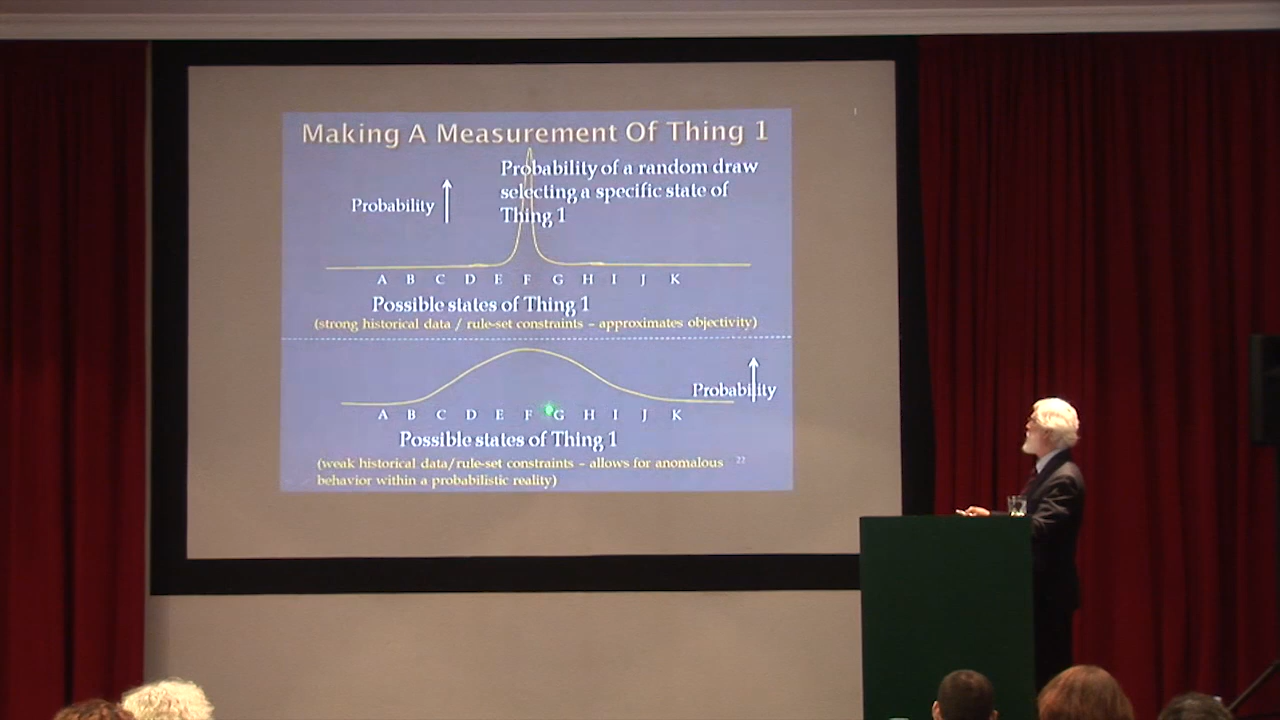 Making A Measurement Of Thing 1
Probability of a random draw
selecting a specific state of
Thing 1
Probability
A B C D E F G H I J K
Possible states of Thing 1
(strong historical data / rule-set constraints – approximates objectivity)
Probability
A B C D E F G H I J K
Possible states of Thing 1
(weak historical data/rule-set constraints – allows for anomalous
behavior within a probabilistic reality)
22